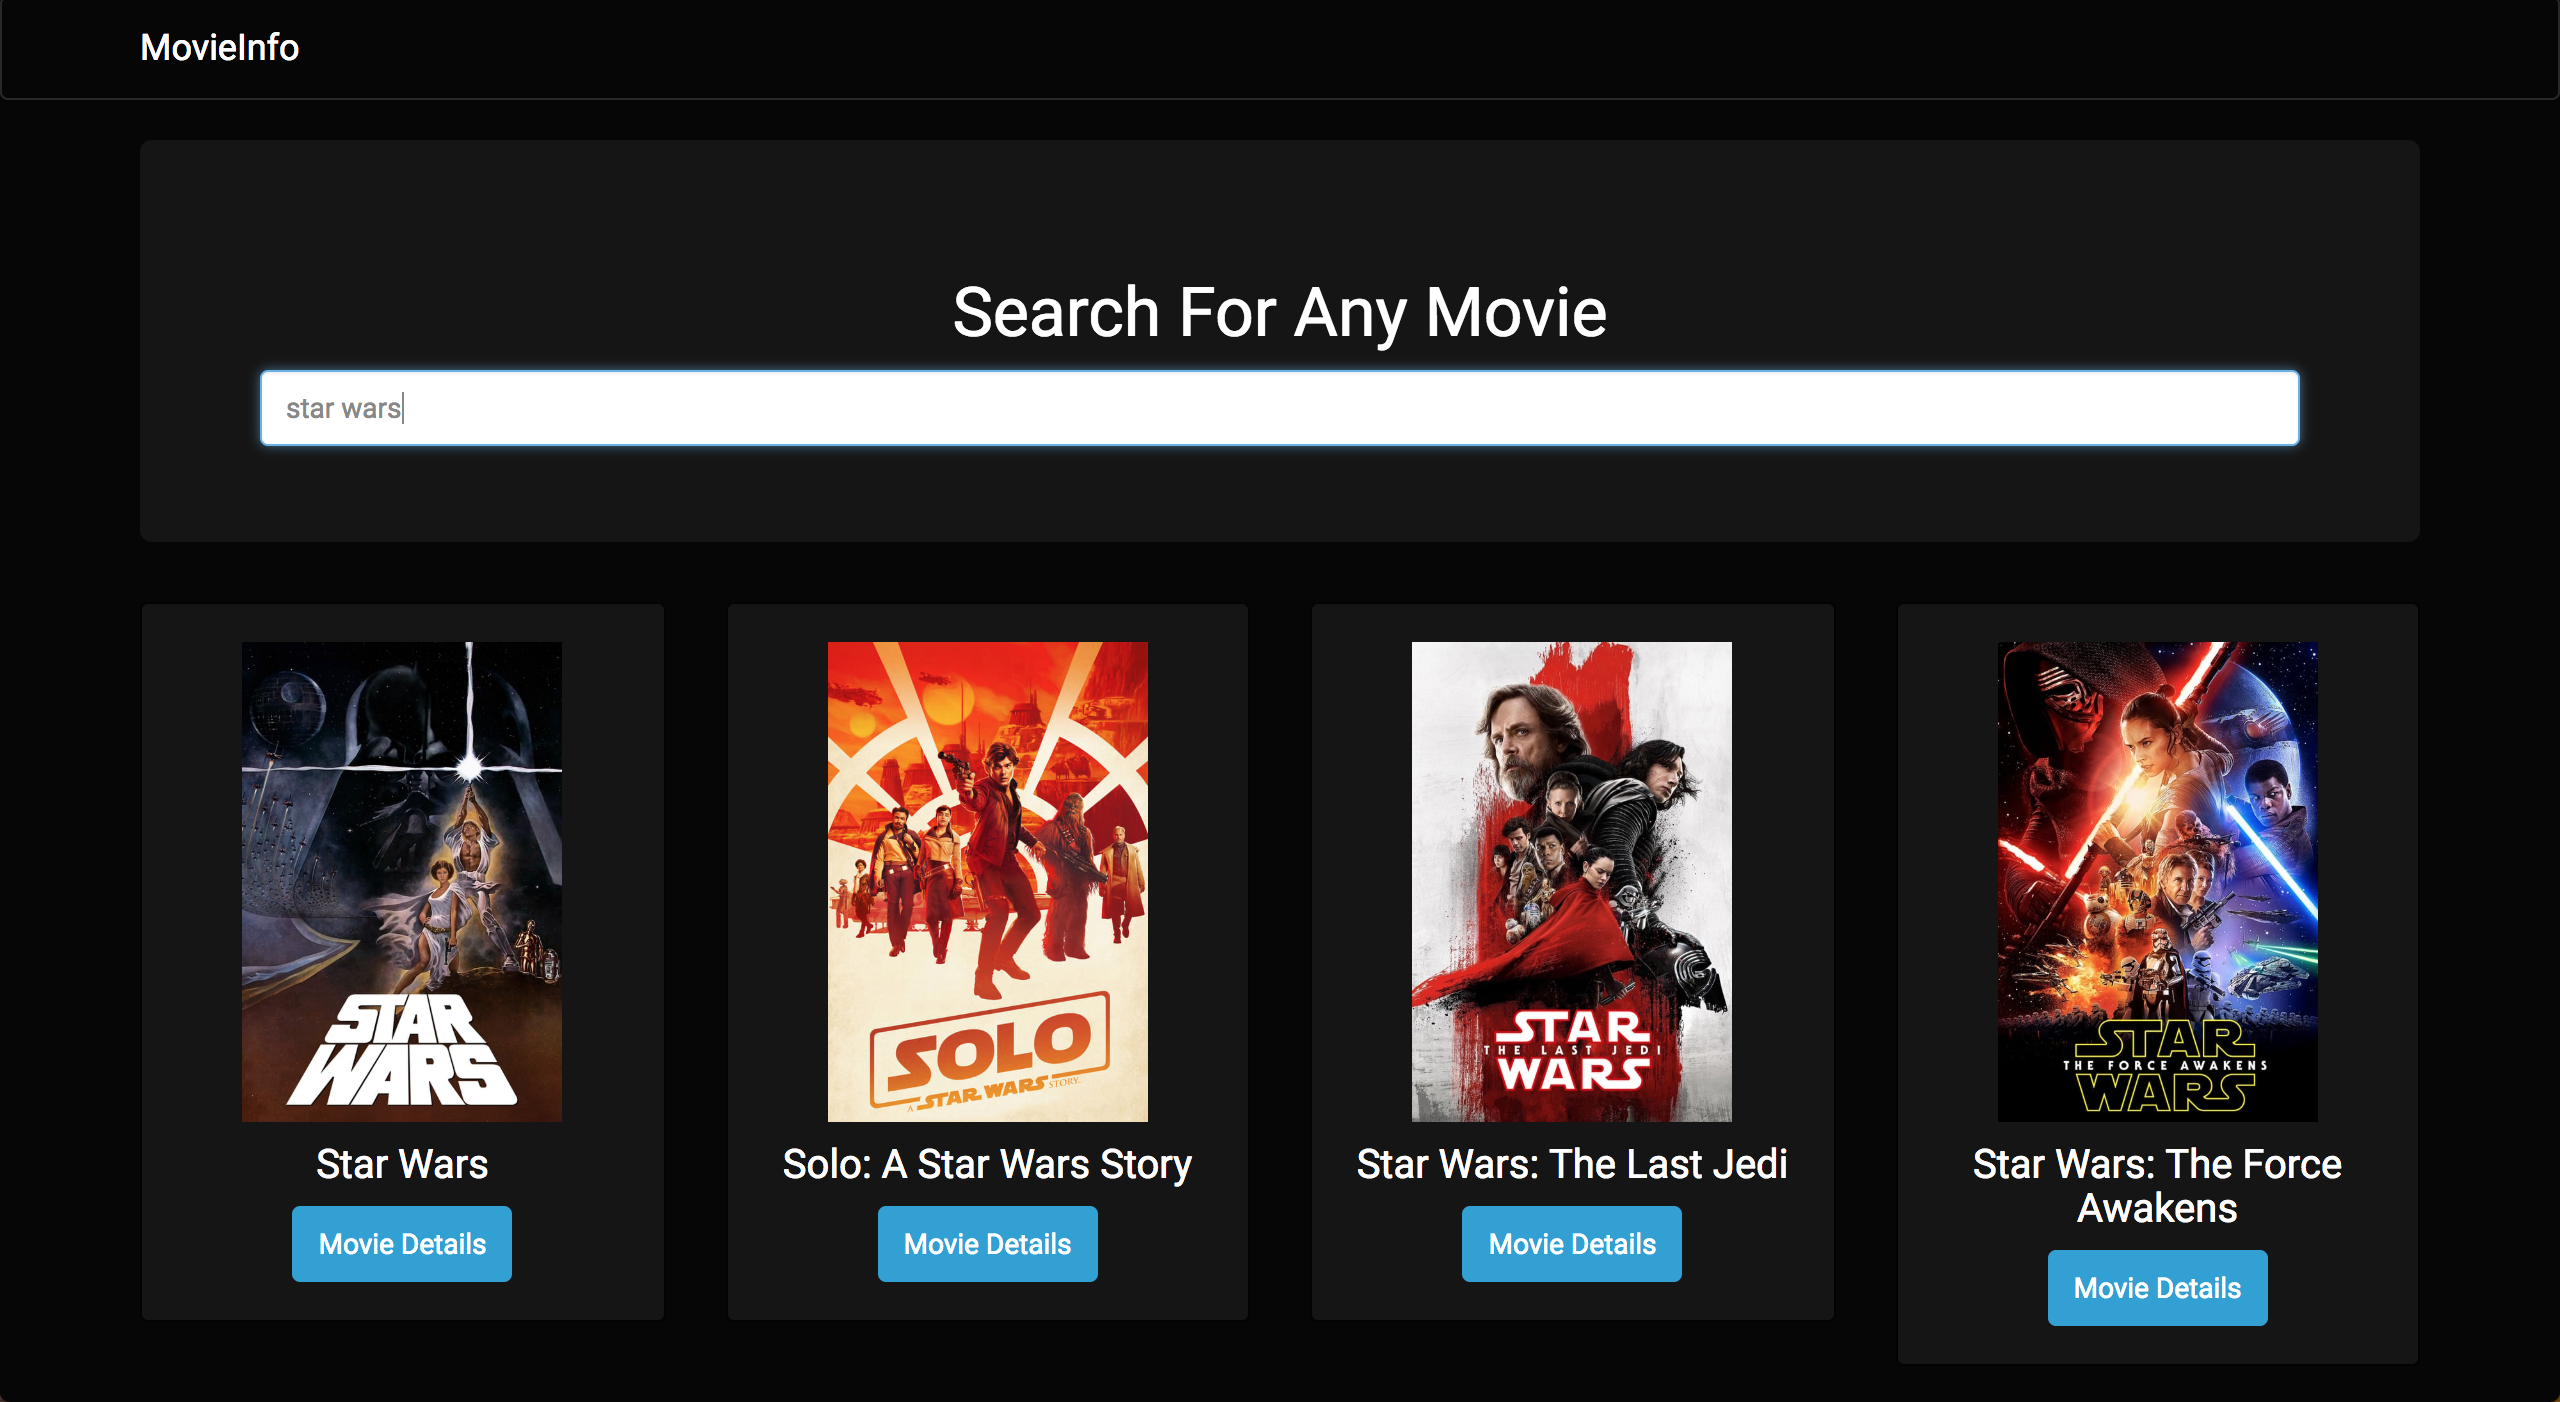 MovieInfo
Search For Any Movie
star wars
STAR
WARS
Star Wars
Movie Details
SOLO
A STAR WARS STORY
Solo: A Star Wars Story
Movie Details
STAR
THE LAST JEDI
WARS
Star Wars: The Last Jedi
Movie Details
STAR
THE FORCE AWAKENS
WARS
Star Wars: The Force
Awakens
Movie Details